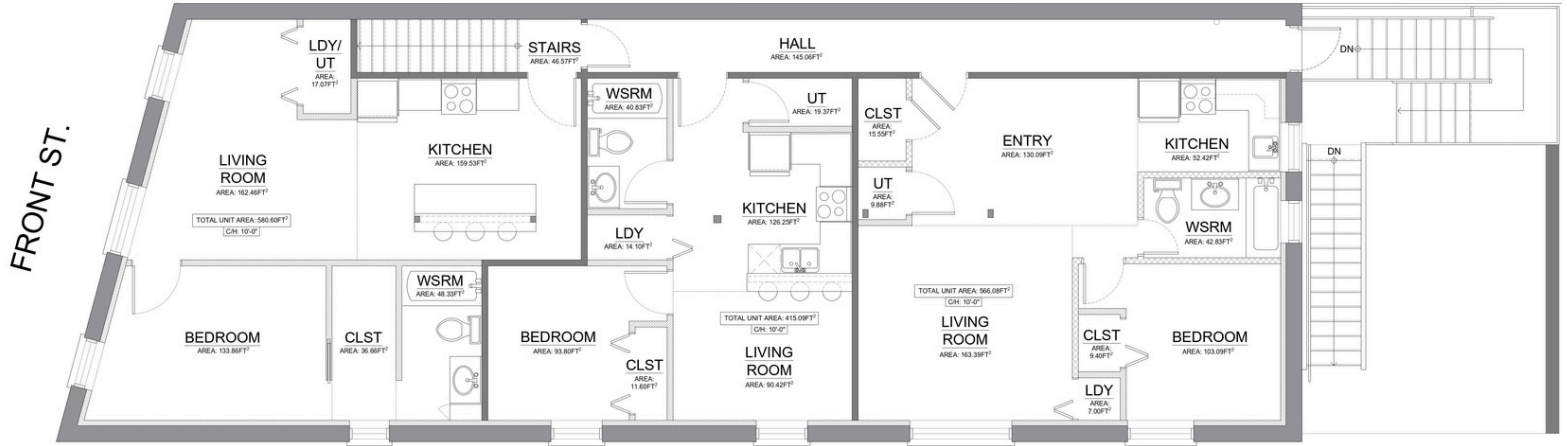 FRONT ST.
LDY/
UT
AREA:
17.07FT²
LIVING
ROOM
AREA: 162.46FT²
TOTAL UNIT AREA: 580.60FT²
C/H: 10'-0"
KITCHEN
AREA: 159.53FT²
BEDROOM
AREA: 133.86FT²
CLST
AREA: 36.66FT²
WSRM
AREA: 48.33FT²
STAIRS
AREA: 46.57FT²
HALL
AREA: 145.06FT²
WSRM
AREA: 40.83FT²
UT
AREA: 19.37FT²
KITCHEN
AREA: 126.25FT²
LDY
AREA: 14.10FT²
BEDROOM
AREA: 93.80FT²
CLST
AREA:
11.60FT²
TOTAL UNIT AREA: 415.09FT²
C/H: 10'-0"
LIVING
ROOM
AREA: 90.42FT²
CLST
AREA:
15.55FT²
UT
AREA:
9.88FT²
ENTRY
AREA: 130.09FT²
KITCHEN
AREA: 52.42FT²
WSRM
AREA: 42.83FT²
TOTAL UNIT AREA: 566.08FT²
C/H: 10'-0"
LIVING
ROOM
AREA: 163.39FT²
CLST
AREA:
9.40FT²
BEDROOM
AREA: 103.09FT²
LDY
AREA:
7.00FT²
DN
DN